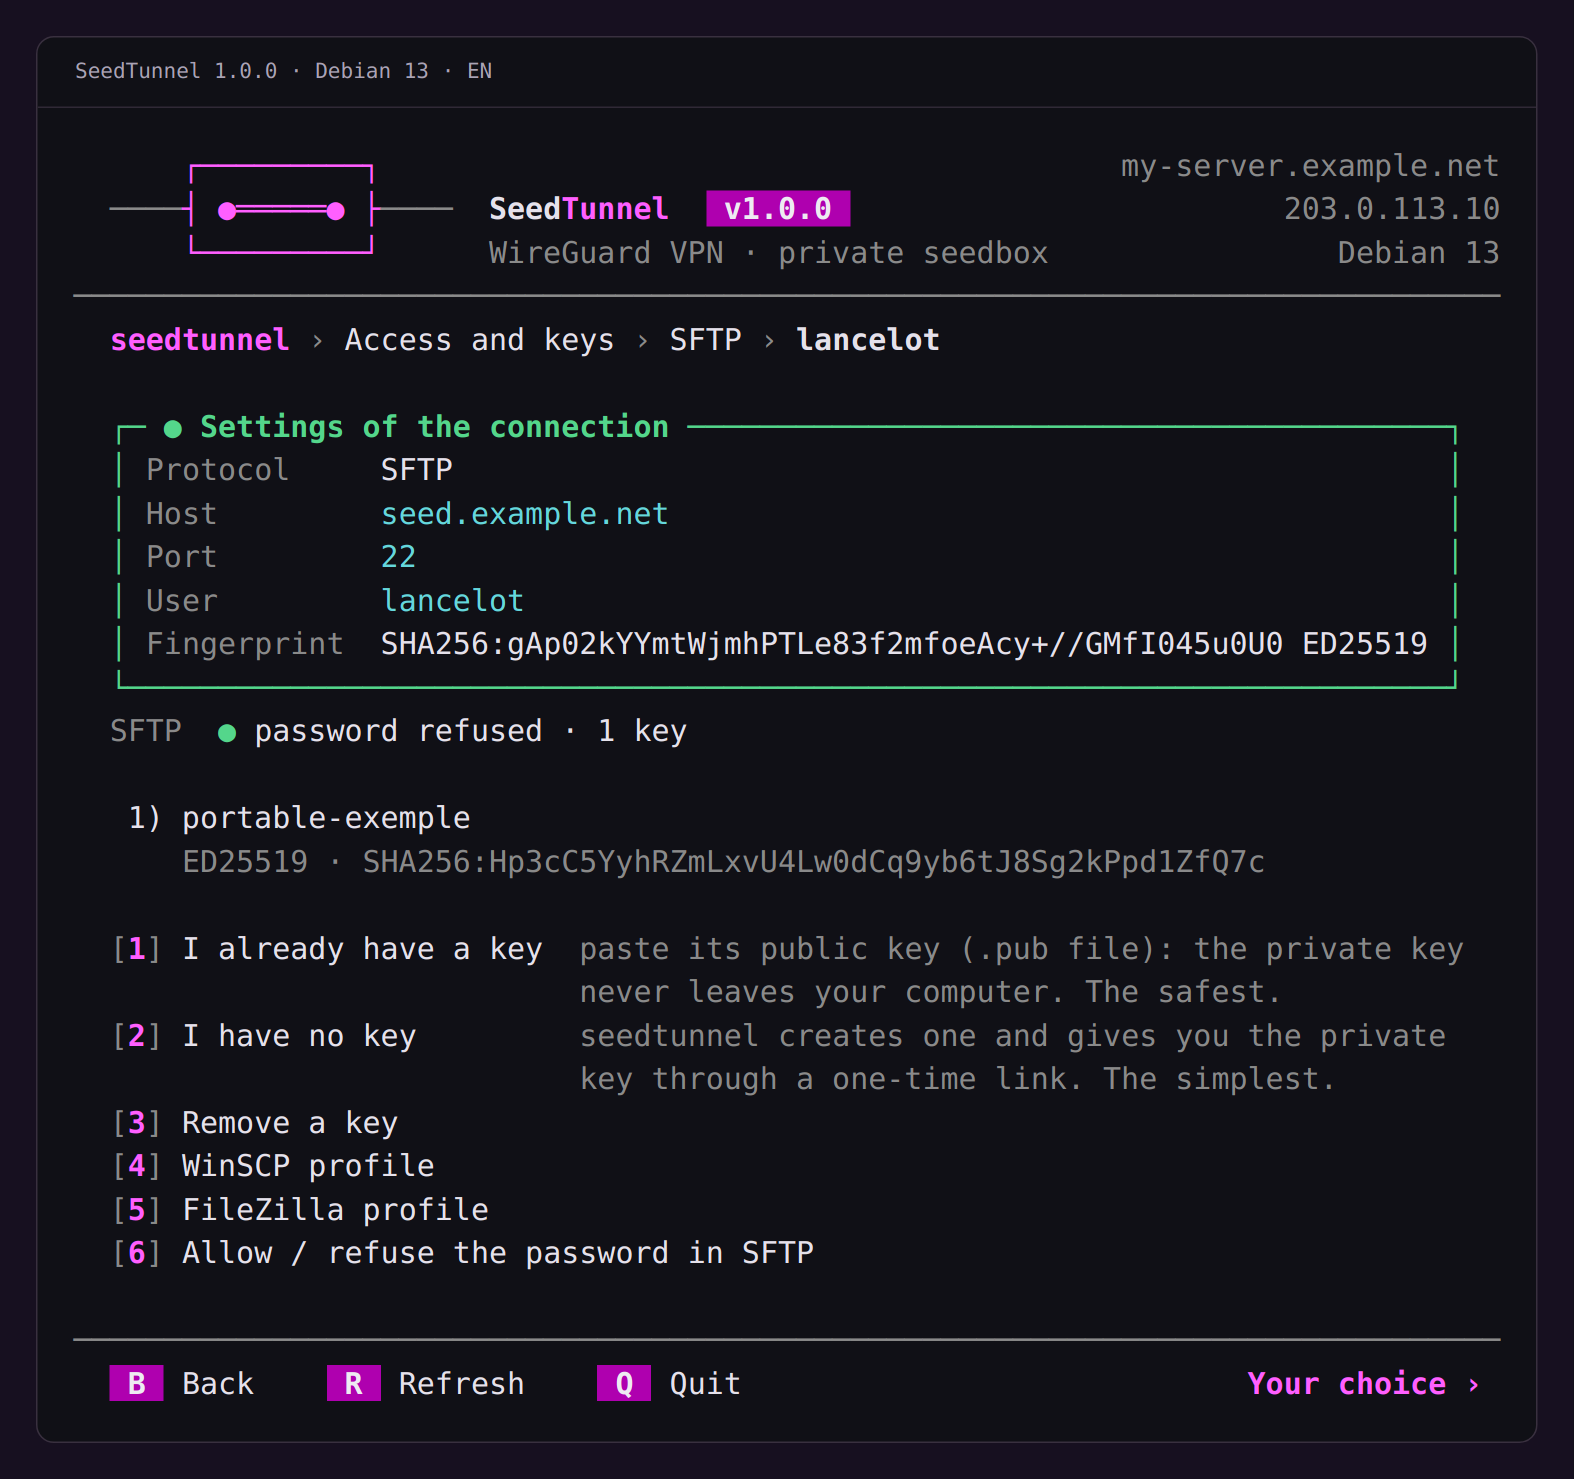 SeedTunnel 1.0.0 · Debian 13 · EN
my-server.example.net
SeedTunnel v1.0.0 203.0.113.10
WireGuard VPN · private seedbox Debian 13
seedtunnel › Access and keys › SFTP › lancelot
● Settings of the connection
Protocol SFTP
Host seed.example.net
Port 22
User lancelot
Fingerprint SHA256:gAp02kYYmtWjmhPTLe83f2mfoeAcy+//GMfI045u0U0 ED25519
SFTP ● password refused · 1 key
1) portable-exemple
ED25519 · SHA256:Hp3cC5YyhRZmLxvU4Lw0dCq9yb6tJ8Sg2kPpd1ZfQ7c
[1] I already have a key paste its public key (.pub file): the private key
never leaves your computer. The safest.
[2] I have no key seedtunnel creates one and gives you the private
key through a one-time link. The simplest.
[3] Remove a key
[4] WinSCP profile
[5] FileZilla profile
[6] Allow / refuse the password in SFTP
B Back R Refresh Q Quit Your choice ›